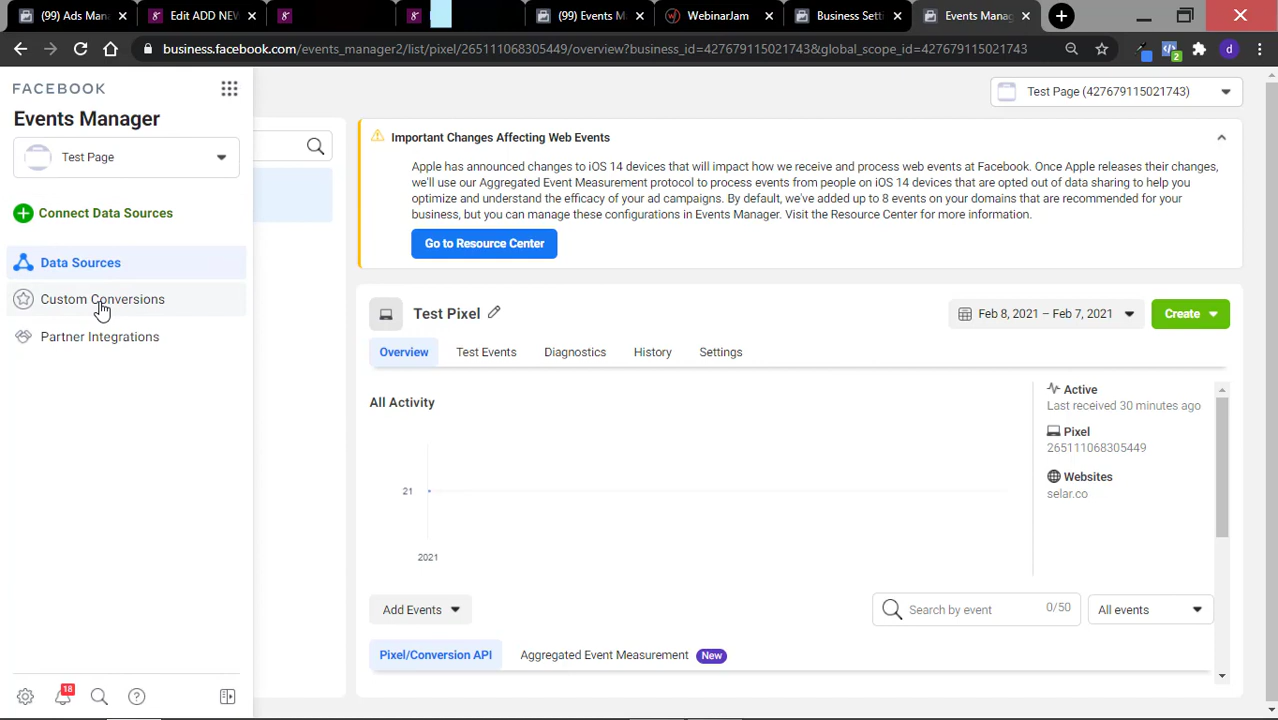 (99) Ads Mana
Edit ADD NEW
(99) Events M
WebinarJam
Business Setti
Events Manag
business.facebook.com/events_manager2/list/pixel/265111068305449/overview?business_id=427679115021743&global_scope_id=427679115021743
2
d
FACEBOOK
Events Manager
Test Page
Connect Data Sources
Data Sources
Custom Conversions
Partner Integrations
18
Test Page (427679115021743)
Important Changes Affecting Web Events
Apple has announced changes to iOS 14 devices that will impact how we receive and process web events at Facebook. Once Apple releases their changes,
we'll use our Aggregated Event Measurement protocol to process events from people on iOS 14 devices that are opted out of data sharing to help you
optimize and understand the efficacy of your ad campaigns. By default, we've added up to 8 events on your domains that are recommended for your
business, but you can manage these configurations in Events Manager. Visit the Resource Center for more information.
Go to Resource Center
Test Pixel
Feb 8, 2021 – Feb 7, 2021
Create
Overview
Test Events
Diagnostics
History
Settings
All Activity
21
2021
Active
Last received 30 minutes ago
Pixel
265111068305449
Websites
selar.co
Add Events
Search by event
0/50
All events
Pixel/Conversion API
Aggregated Event Measurement
New